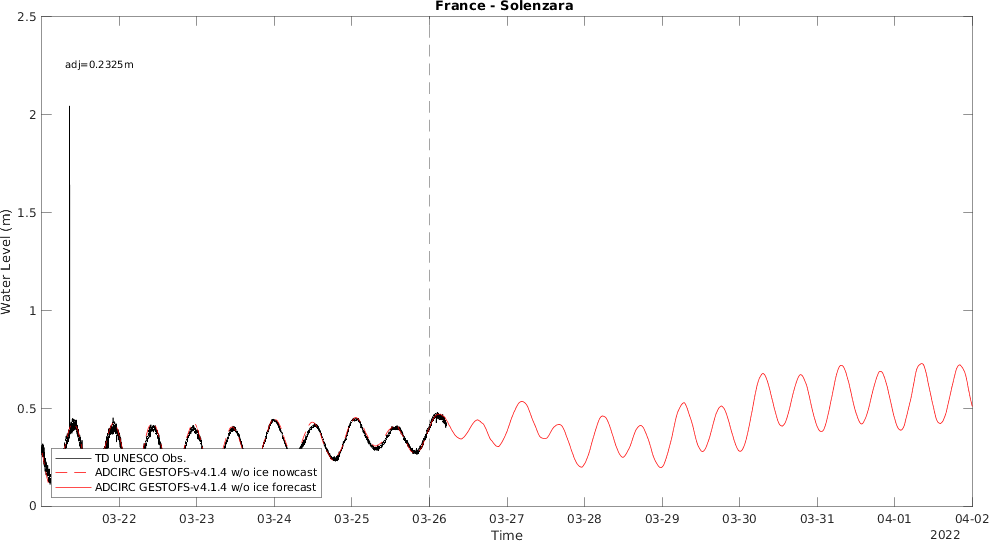 France - Solenzara
adj=0.2325m
Water Level (m)
2.5
2
1.5
1
0.5
0
TD UNESCO Obs.
ADCIRC GESTOFS-v4.1.4 w/o ice nowcast
ADCIRC GESTOFS-v4.1.4 w/o ice forecast
03-22 03-23 03-24 03-25 03-26 03-27 03-28 03-29 03-30 03-31 04-01 04-02
Time
2022